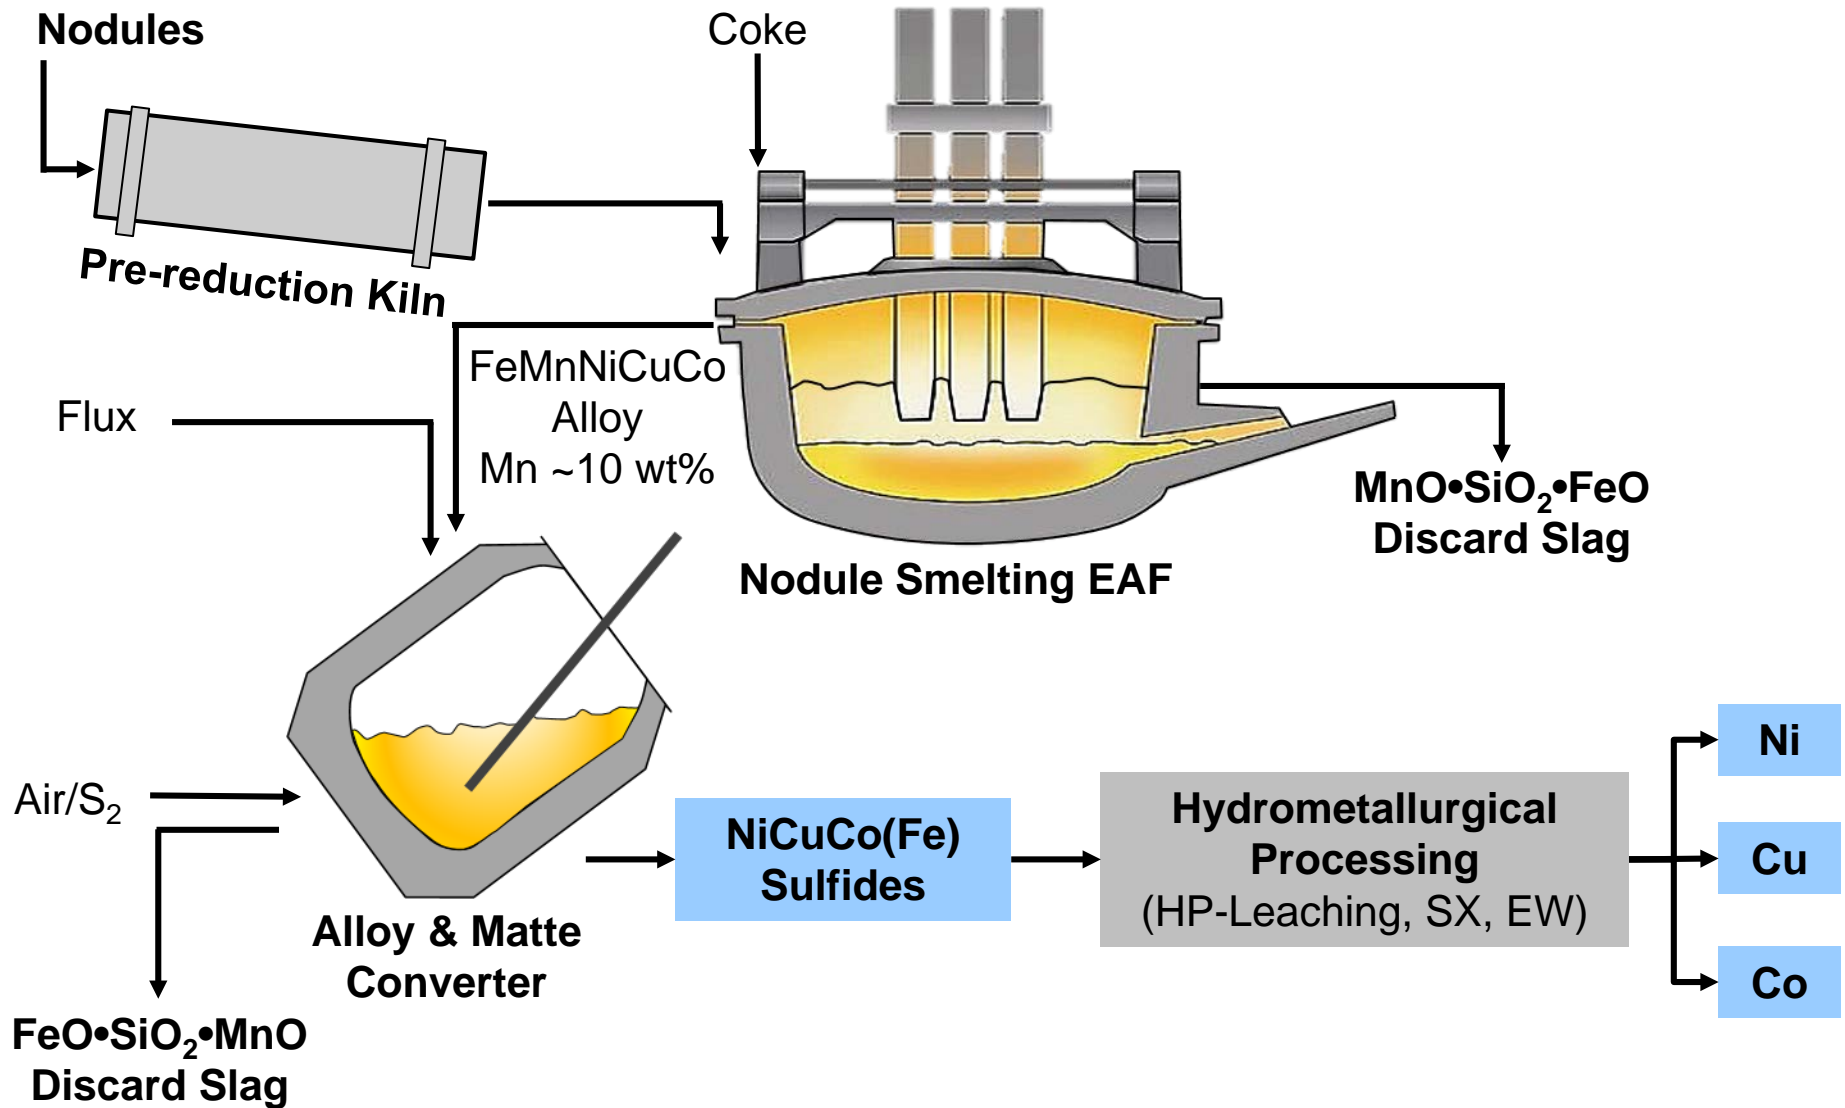 Nodules
Coke
Pre-reduction Kiln
FeMnNiCuCo
Alloy
Mn ~10 wt%
Flux
MnO•SiO₂•FeO
Discard Slag
Nodule Smelting EAF
Air/S₂
NiCuCo(Fe)
Sulfides
Hydrometallurgical
Processing
(HP-Leaching, SX, EW)
Ni
Cu
Co
Alloy & Matte
Converter
FeO•SiO₂•MnO
Discard Slag